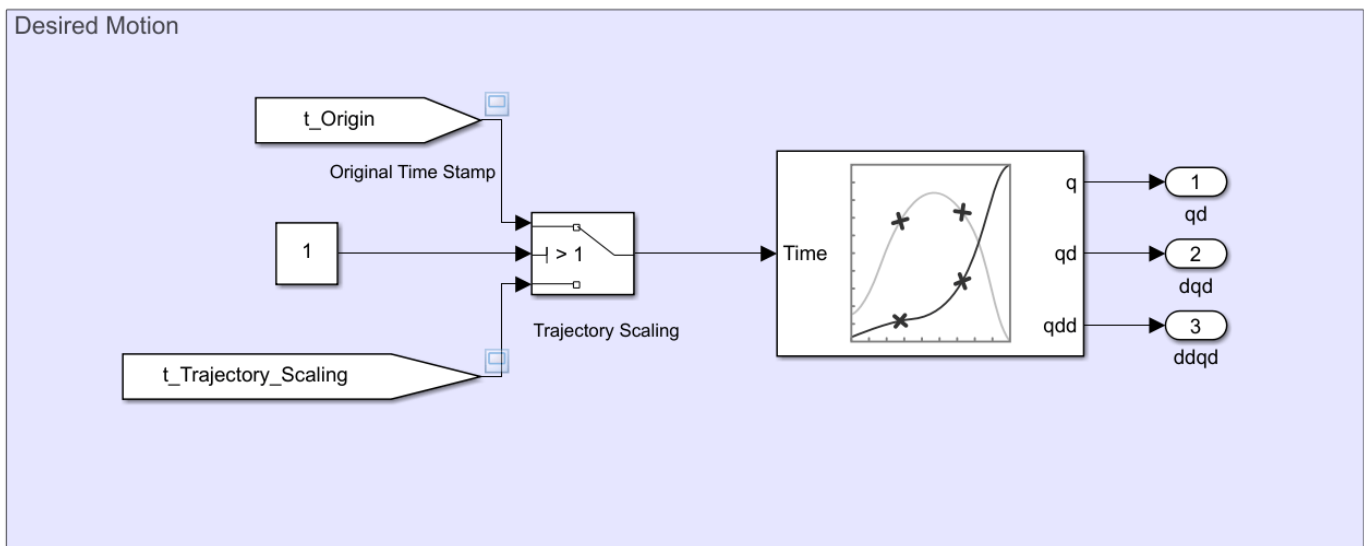 Desired Motion
t_Origin
Original Time Stamp
1
> 1
Trajectory Scaling
t_Trajectory_Scaling
Time
q
qd
qdd
1
qd
2
dqd
3
ddqd